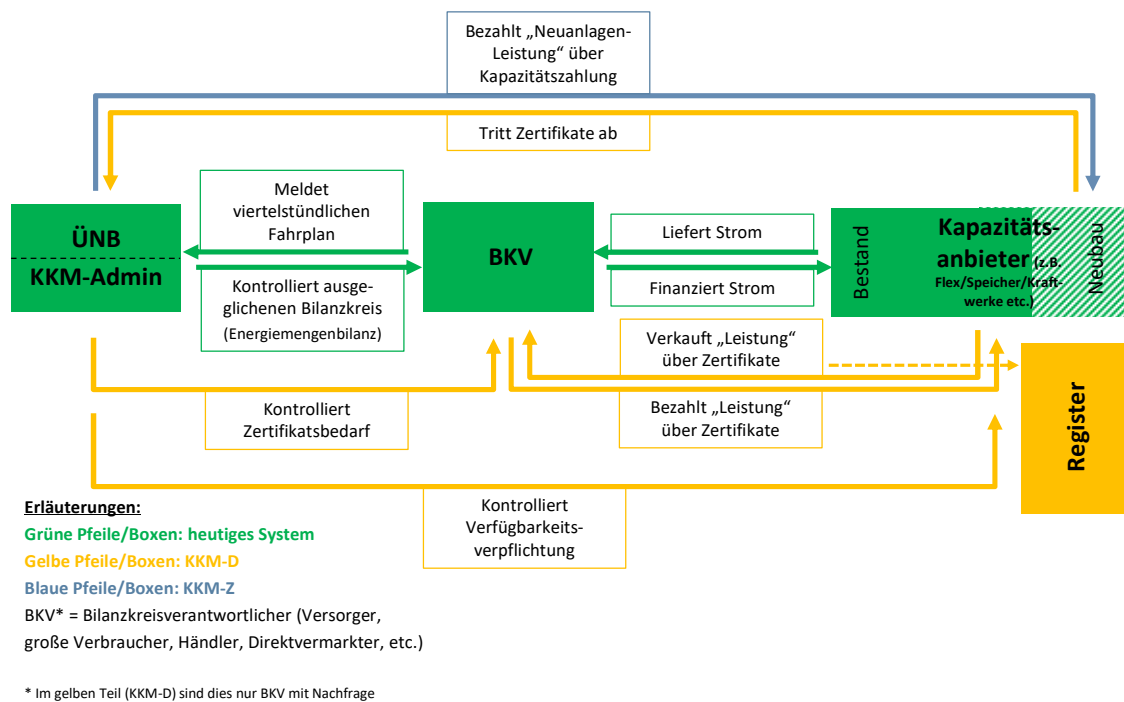 Bezahlt „Neuanlagen-
Leistung“ über
Kapazitätszahlung
Tritt Zertifikate ab
Meldet
viertelstündlichen
Fahrplan
ÜNB
KKM-Admin
Kontrolliert ausge-
glichenen Bilanzkreis
(Energiemengenbilanz)
BKV
Liefert Strom
Finanziert Strom
Bestand
Kapazitäts-
anbieter (z.B.
Flex/Speicher/Kraft-
werke etc.)
Neubau
Verkauft „Leistung“
über Zertifikate
Bezahlt „Leistung“
über Zertifikate
Kontrolliert
Zertifikatsbedarf
Register
Kontrolliert
Verfügbarkeits-
verpflichtung
Erläuterungen:
Grüne Pfeile/Boxen: heutiges System
Gelbe Pfeile/Boxen: KKM-D
Blaue Pfeile/Boxen: KKM-Z
BKV* = Bilanzkreisverantwortlicher (Versorger,
große Verbraucher, Händler, Direktvermarkter, etc.)
* Im gelben Teil (KKM-D) sind dies nur BKV mit Nachfrage